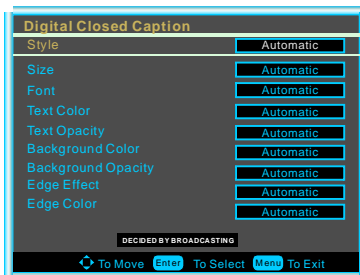 Digital Closed Caption
Style Automatic
Size Automatic
Font Automatic
Text Color Automatic
Text Opacity Automatic
Background Color Automatic
Background Opacity Automatic
Edge Effect Automatic
Edge Color Automatic
DECIDED BY BROADCASTING
To Move Enter To Select Menu To Exit